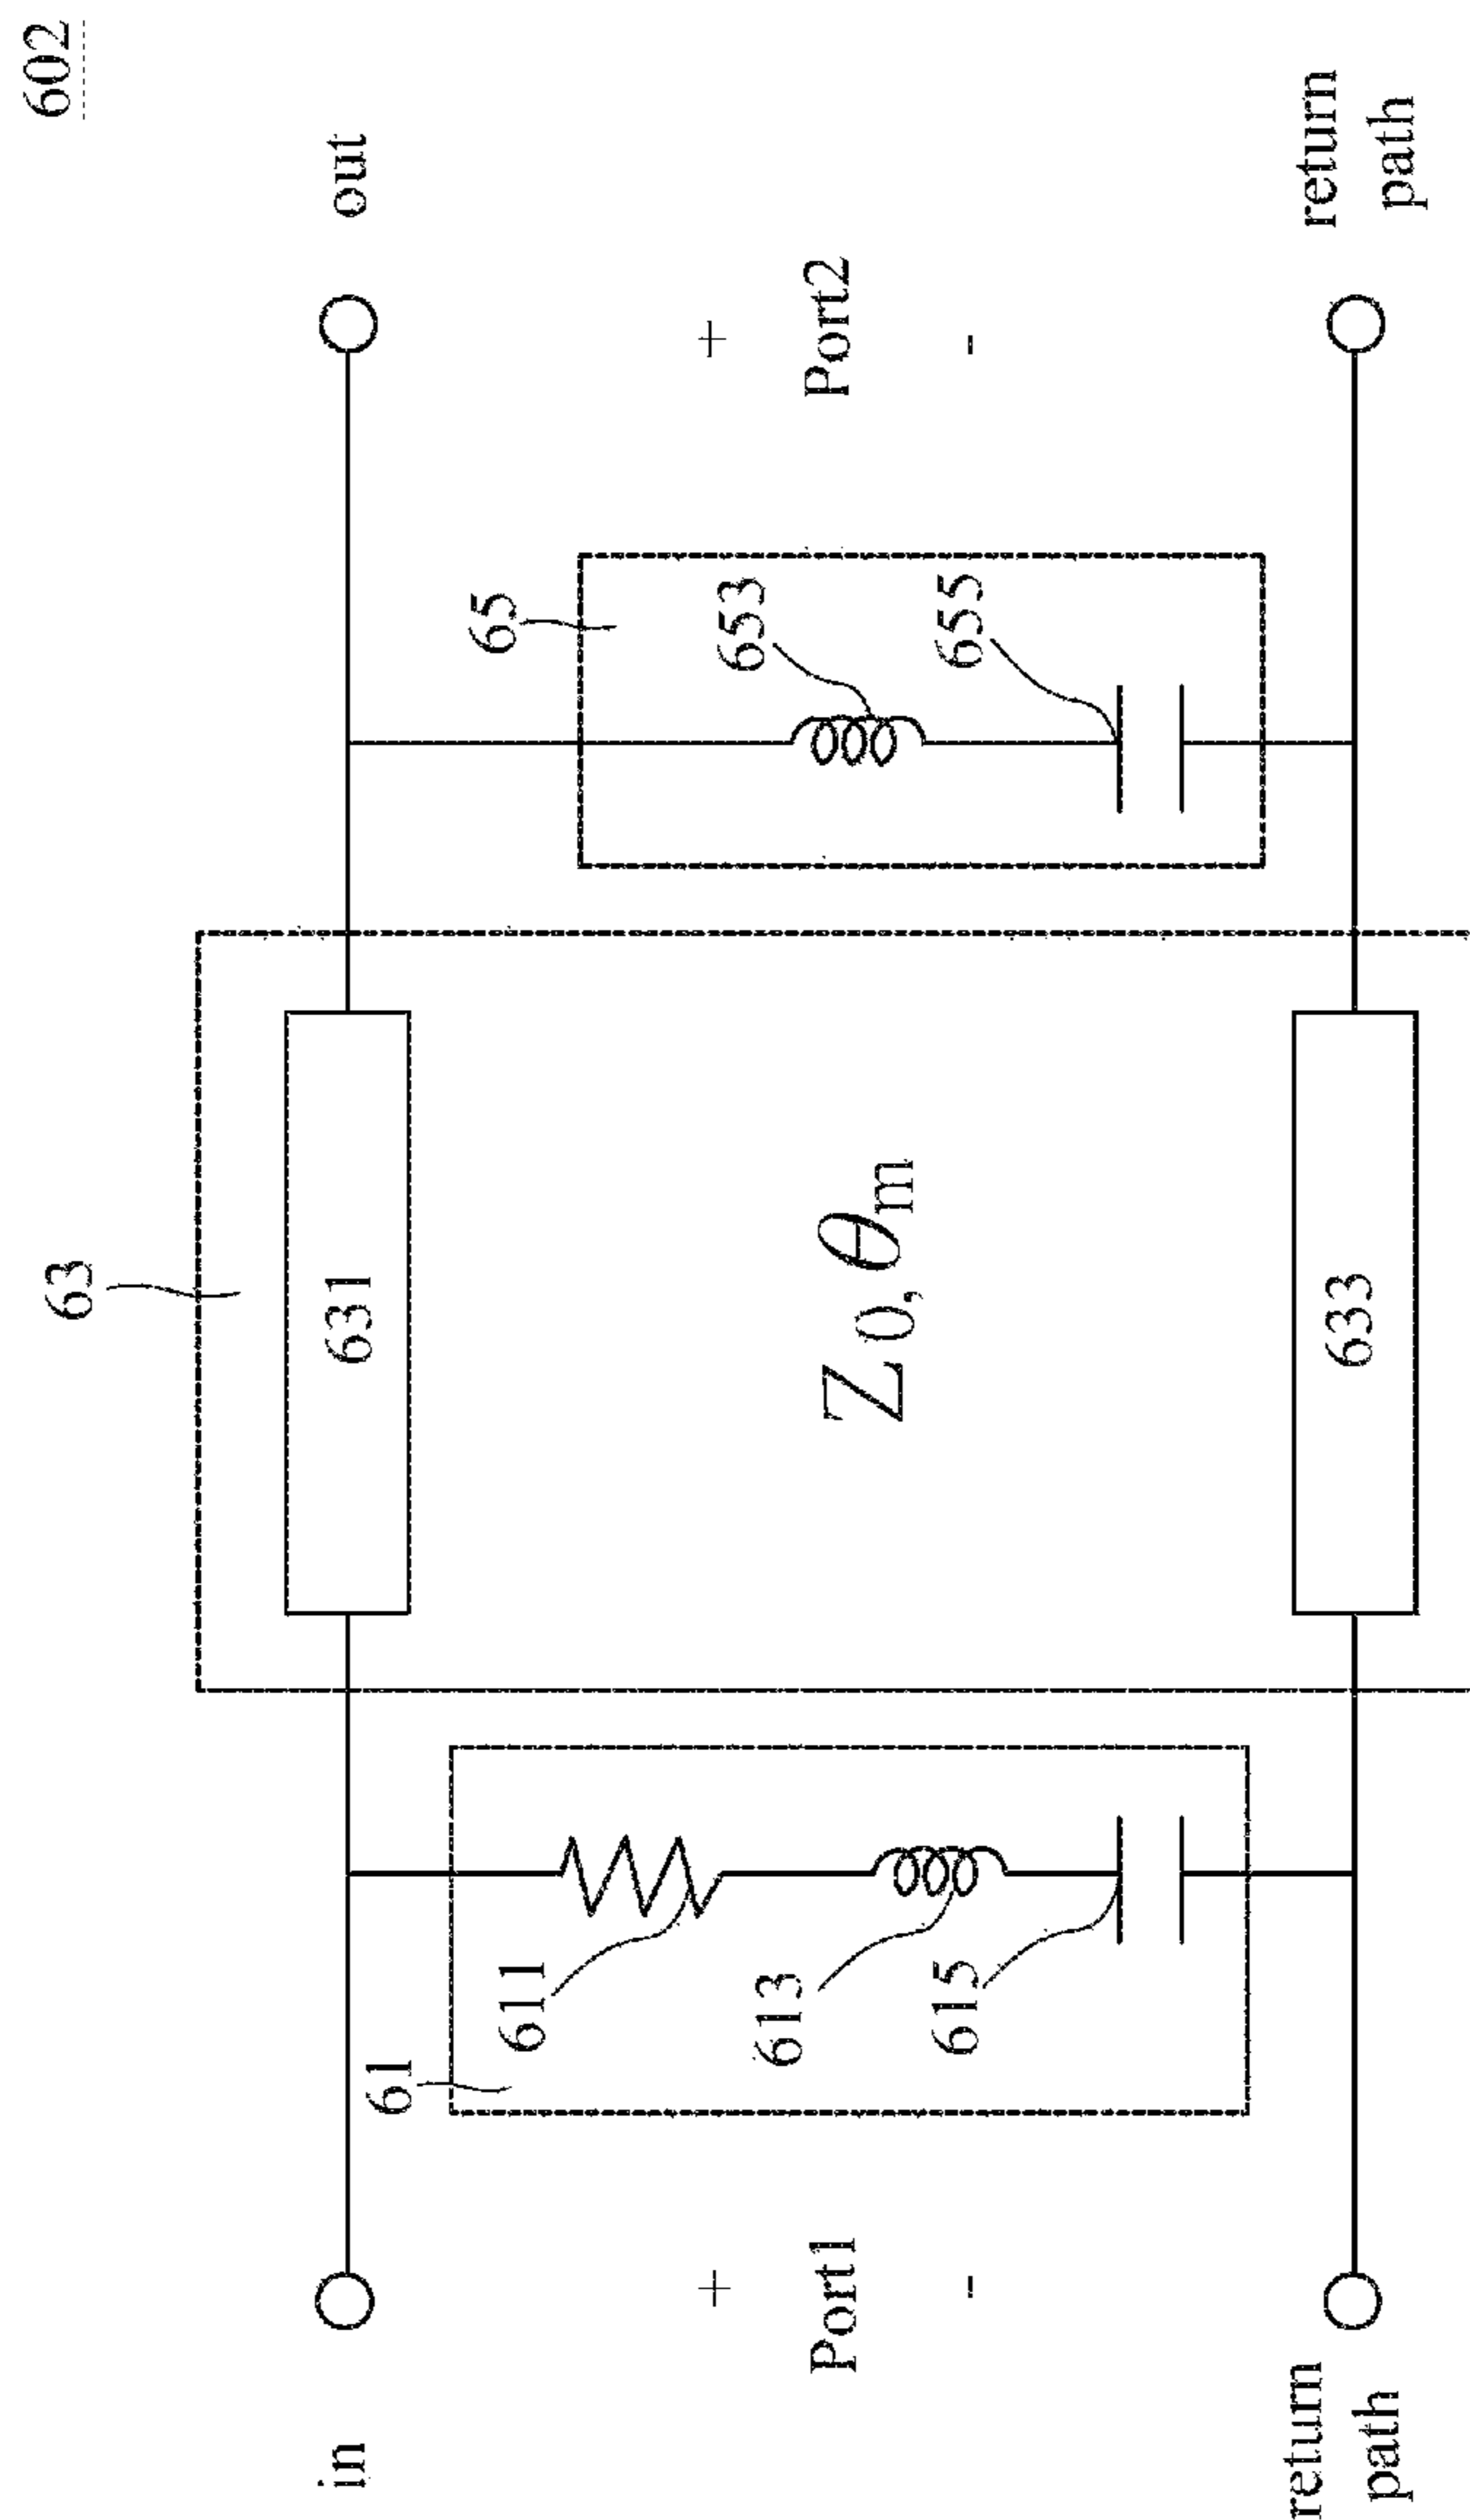 602
in
out
63
631
61
611
613
615
65
653
655
+
Port1
-
Z0, θm
+
Port2
-
633
return
path
return
path